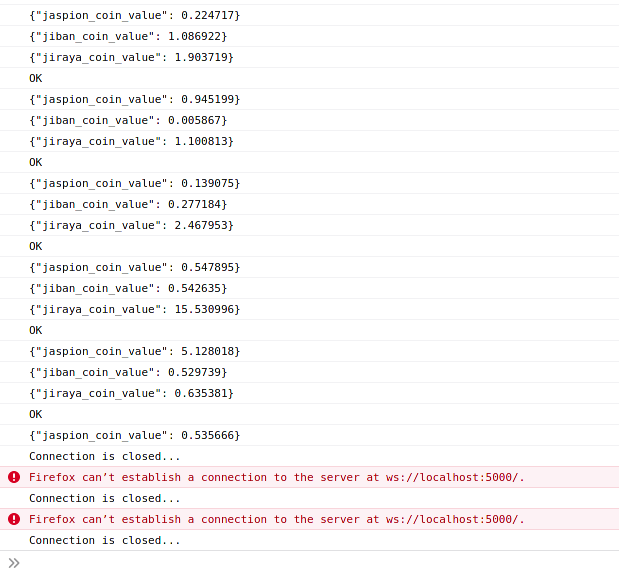 {"jaspion_coin_value": 0.224717}
{"jiban_coin_value": 1.086922}
{"jiraya_coin_value": 1.903719}
OK
{"jaspion_coin_value": 0.945199}
{"jiban_coin_value": 0.005867}
{"jiraya_coin_value": 1.100813}
OK
{"jaspion_coin_value": 0.139075}
{"jiban_coin_value": 0.277184}
{"jiraya_coin_value": 2.467953}
OK
{"jaspion_coin_value": 0.547895}
{"jiban_coin_value": 0.542635}
{"jiraya_coin_value": 15.530996}
OK
{"jaspion_coin_value": 5.128018}
{"jiban_coin_value": 0.529739}
{"jiraya_coin_value": 0.635381}
OK
{"jaspion_coin_value": 0.535666}
Connection is closed...
Firefox can’t establish a connection to the server at ws://localhost:5000/.
Connection is closed...
Firefox can’t establish a connection to the server at ws://localhost:5000/.
Connection is closed...